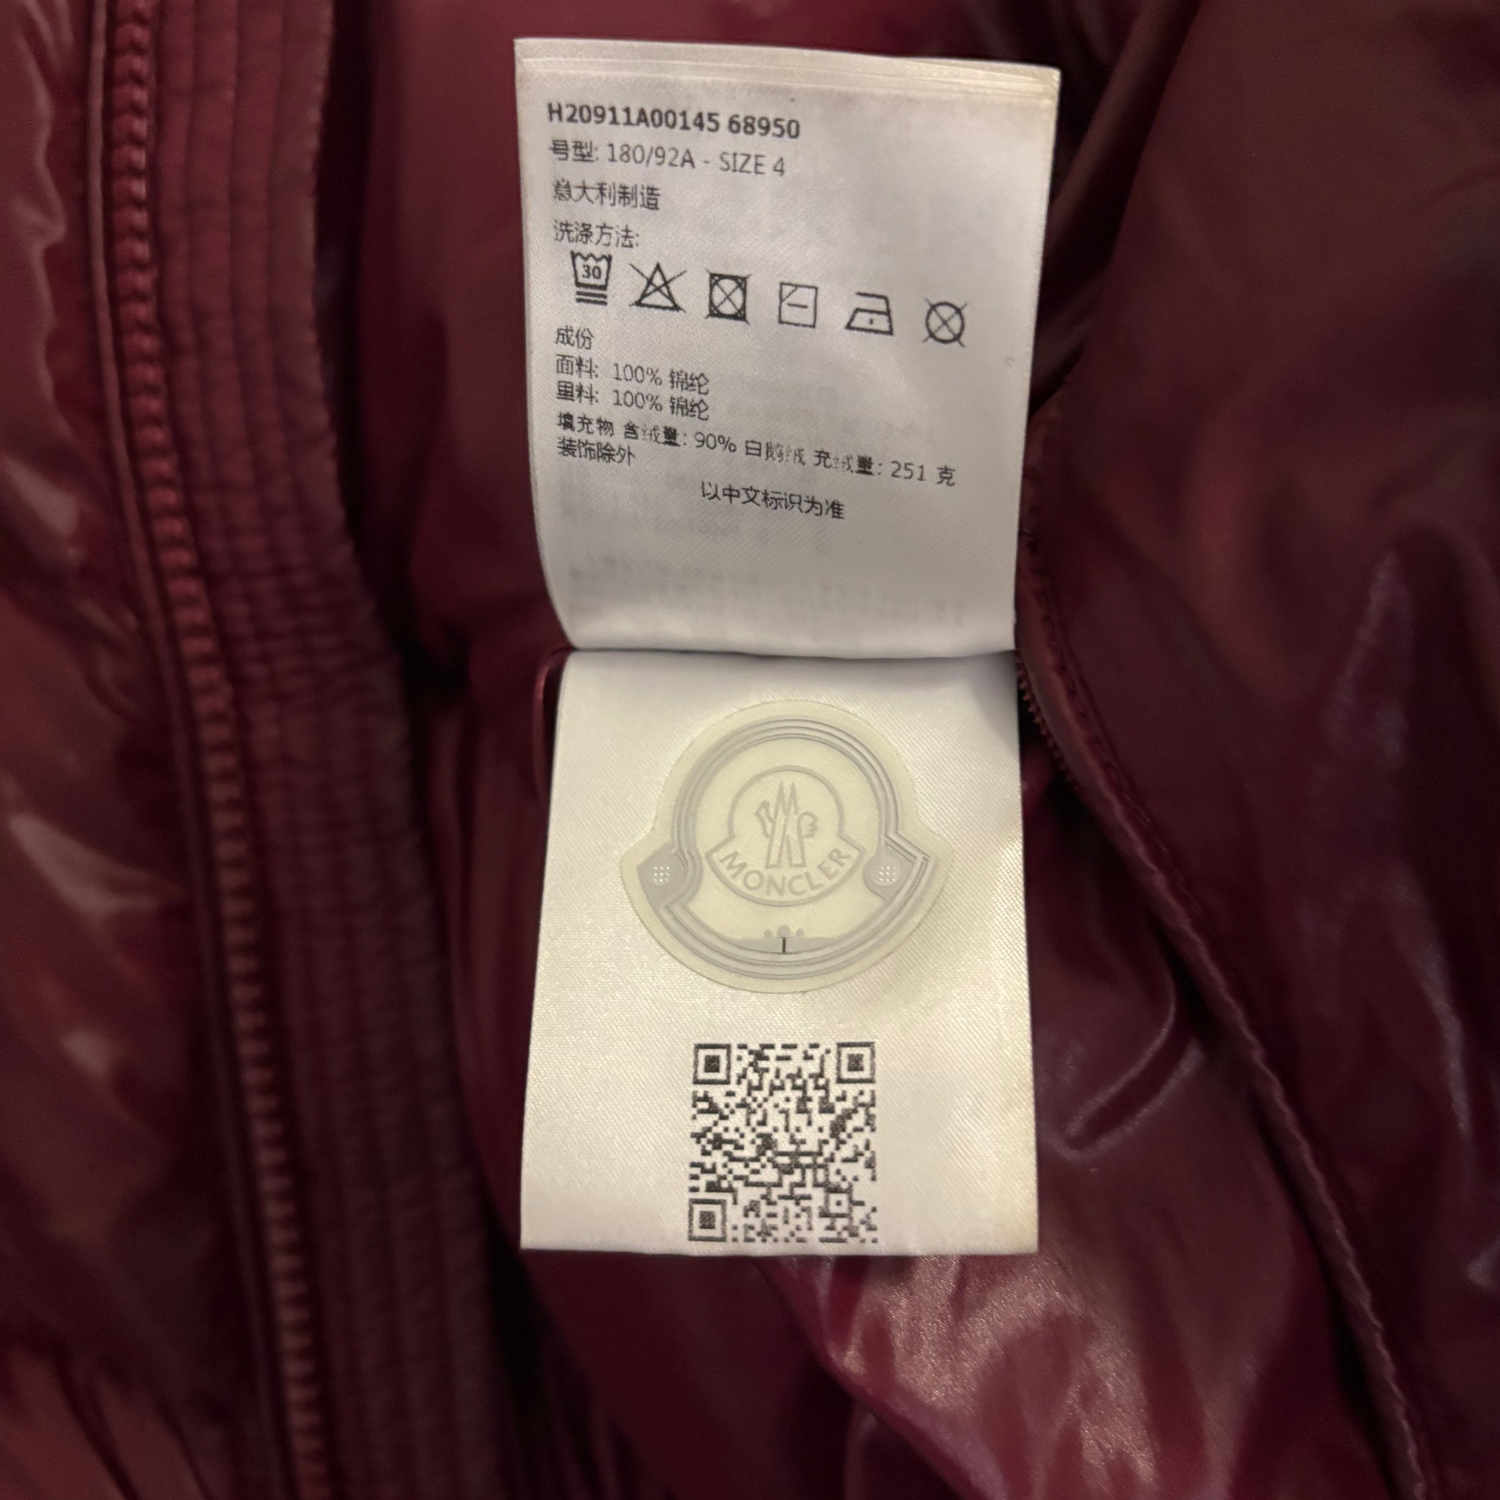 H20911A00145 68950
号型: 180/92A - SIZE 4
意大利制造
洗涤方法:
30
成份
面料: 100% 锦纶
里料: 100% 锦纶
填充物 含绒量: 90% 白鹅绒 充绒量: 251 克
装饰除外
以中文标识为准
MONCLER